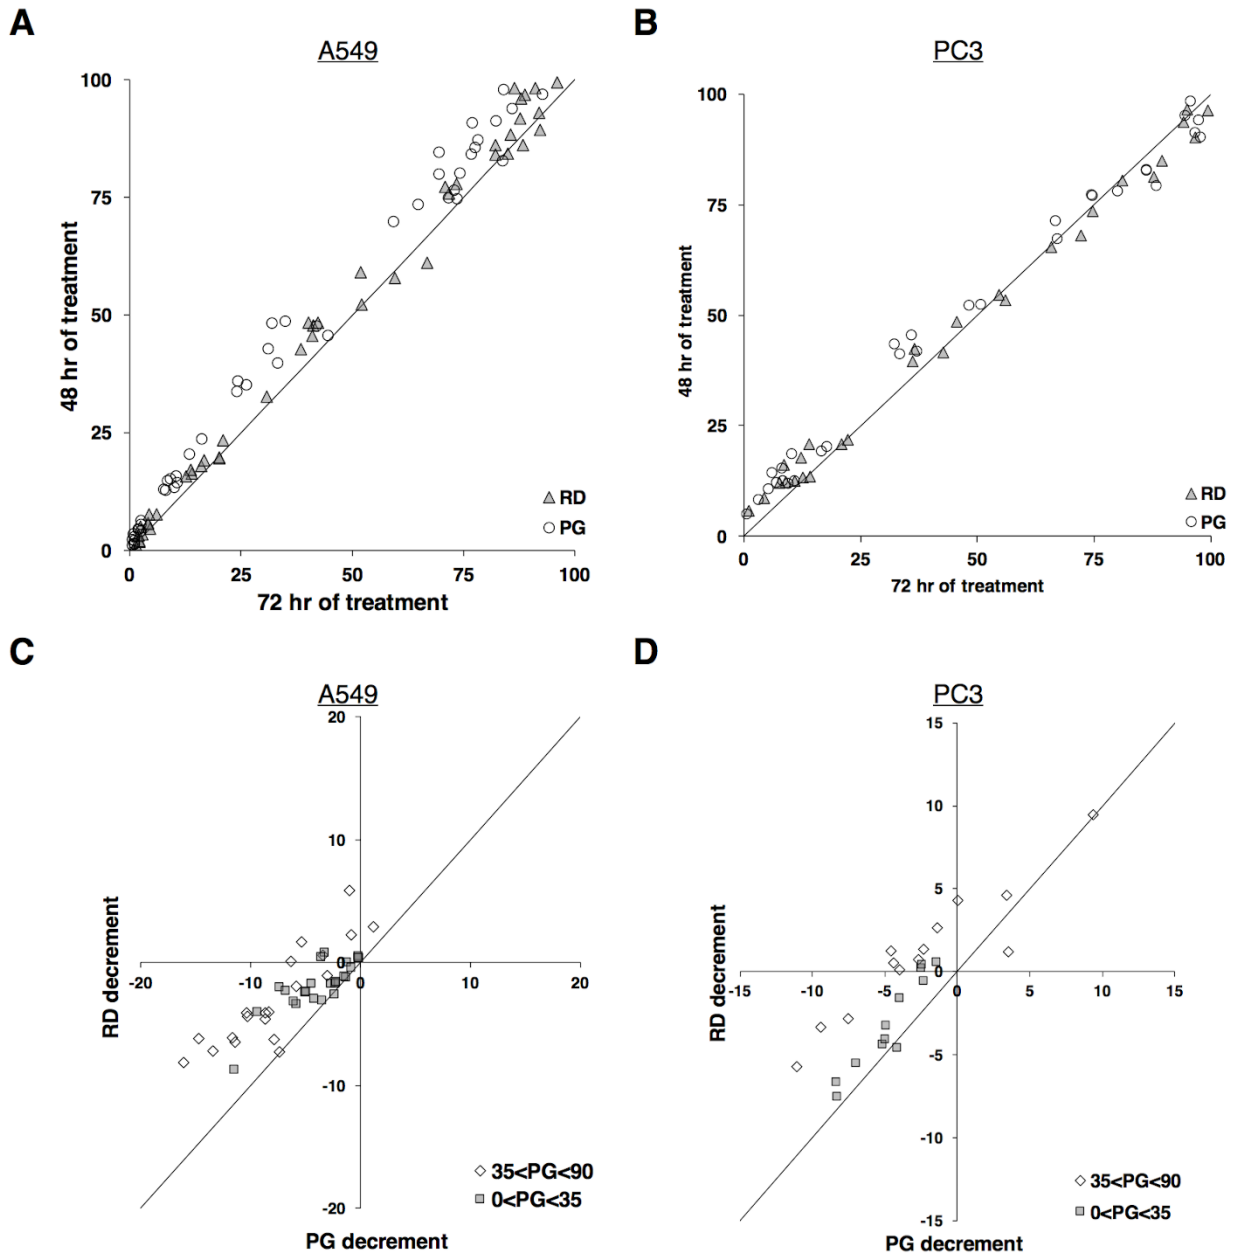 A
A549
100
75
50
25
0
0 25 50 75 100
48 hr of treatment
72 hr of treatment
RD
PG
B
PC3
100
75
50
25
0
0 25 50 75 100
48 hr of treatment
72 hr of treatment
RD
PG
C
A549
20
10
0
-10
-20
-20 -10 0 10 20
RD decrement
PG decrement
35<PG<90
0<PG<35
D
PC3
15
10
5
0
-5
-10
-15
-15 -10 -5 0 5 10 15
RD decrement
PG decrement
35<PG<90
0<PG<35